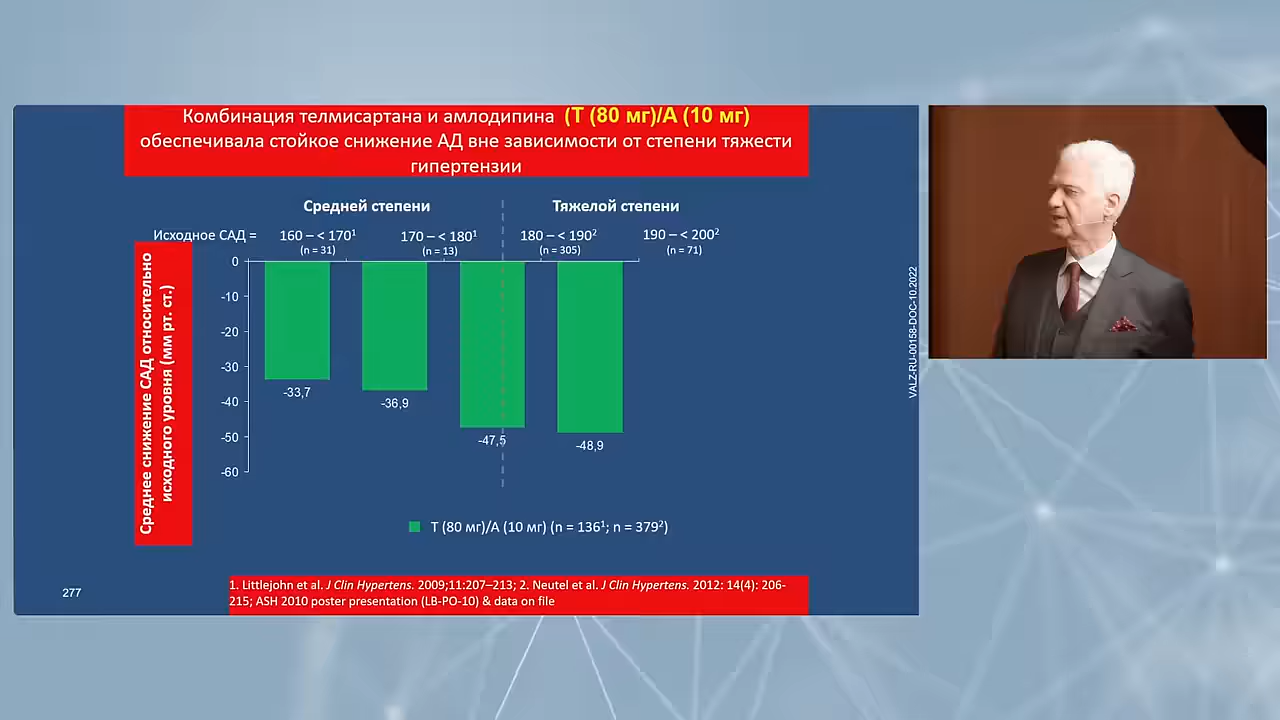 Комбинация телмисартана и амлодипина (Т (80 мг)/А (10 мг)
обеспечивала стойкое снижение АД вне зависимости от степени тяжести
гипертензии
Средней степени
Тяжелой степени
Исходное САД =
160 – < 170¹
170 – < 180¹
180 – < 190²
190 – < 200²
(n = 31)
(n = 13)
(n = 305)
(n = 71)
Среднее снижение САД относительно
исходного уровня (мм рт. ст.)
0
-10
-20
-30
-40
-50
-60
-33,7
-36,9
-47,5
-48,9
Т (80 мг)/А (10 мг) (n = 136¹; n = 379²)
VALZ-RU-00158-DOC-10.2022
277
1. Littlejohn et al. J Clin Hypertens. 2009;11:207–213; 2. Neutel et al. J Clin Hypertens. 2012: 14(4): 206-
215; ASH 2010 poster presentation (LB-PO-10) & data on file